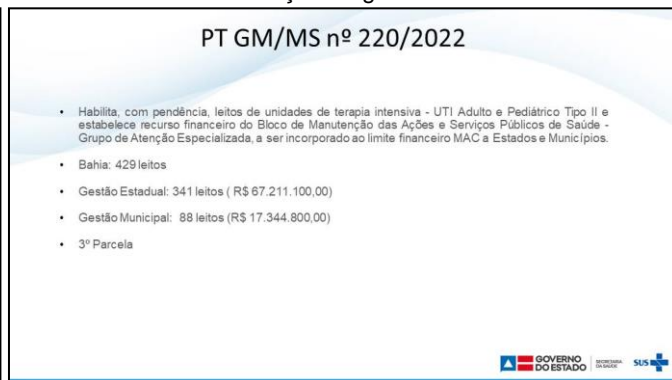 PT GM/MS nº 220/2022
• Habilita, com pendência, leitos de unidades de terapia intensiva - UTI Adulto e Pediátrico Tipo II e
estabelece recurso financeiro do Bloco de Manutenção das Ações e Serviços Públicos de Saúde -
Grupo de Atenção Especializada, a ser incorporado ao limite financeiro MAC a Estados e Municípios.
• Bahia: 429 leitos
• Gestão Estadual: 341 leitos ( R$ 67.211.100,00)
• Gestão Municipal: 88 leitos (R$ 17.344.800,00)
• 3º Parcela
GOVERNO
DO ESTADO
SECRETARIA
DA SAÚDE
SUS